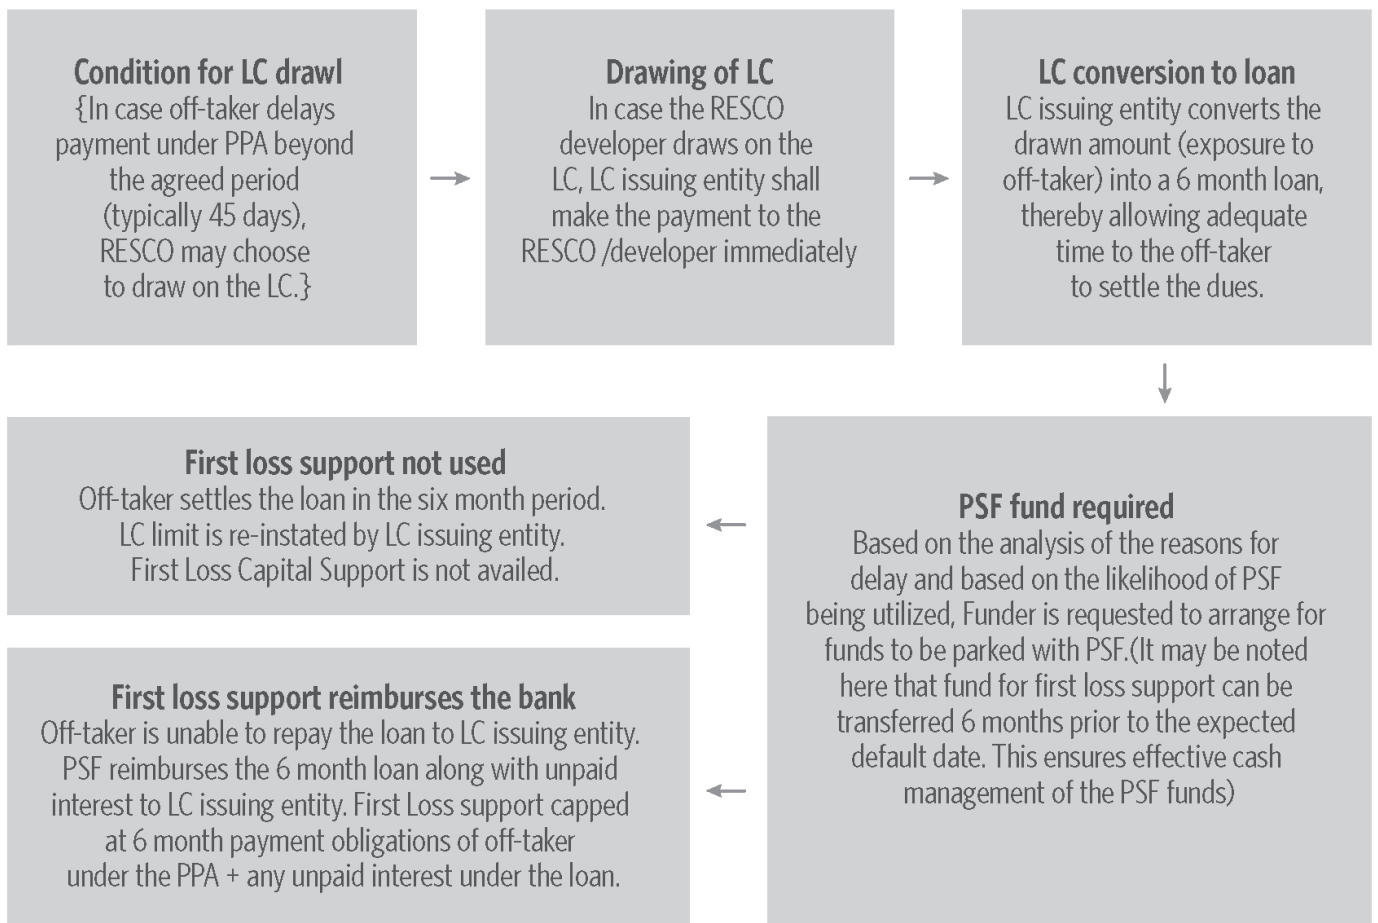 Condition for LC drawl
{In case off-taker delays
payment under PPA beyond
the agreed period
(typically 45 days),
RESCO may choose
to draw on the LC.}
Drawing of LC
In case the RESCO
developer draws on the
LC, LC issuing entity shall
make the payment to the
RESCO /developer immediately
LC conversion to loan
LC issuing entity converts the
drawn amount (exposure to
off-taker) into a 6 month loan,
thereby allowing adequate
time to the off-taker
to settle the dues.
PSF fund required
Based on the analysis of the reasons for
delay and based on the likelihood of PSF
being utilized, Funder is requested to arrange for
funds to be parked with PSF.(It may be noted
here that fund for first loss support can be
transferred 6 months prior to the expected
default date. This ensures effective cash
management of the PSF funds)
First loss support not used
Off-taker settles the loan in the six month period.
LC limit is re-instated by LC issuing entity.
First Loss Capital Support is not availed.
First loss support reimburses the bank
Off-taker is unable to repay the loan to LC issuing entity.
PSF reimburses the 6 month loan along with unpaid
interest to LC issuing entity. First Loss support capped
at 6 month payment obligations of off-taker
under the PPA + any unpaid interest under the loan.